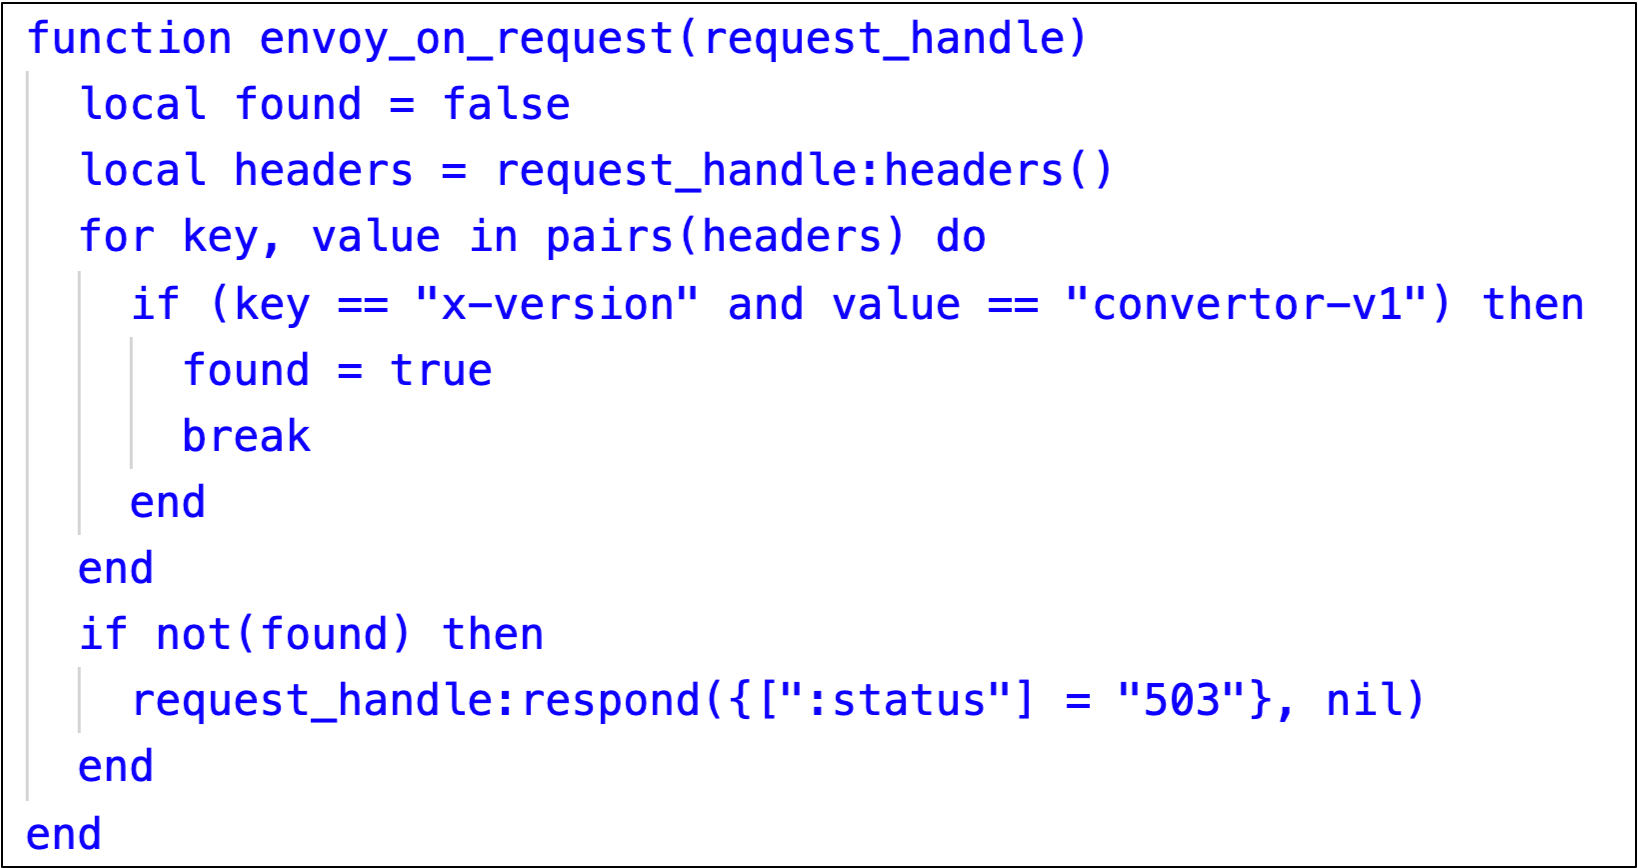 function envoy_on_request(request_handle)
  local found = false
  local headers = request_handle:headers()
  for key, value in pairs(headers) do
    if (key == "x-version" and value == "convertor-v1") then
      found = true
      break
    end
  end
  if not(found) then
    request_handle:respond({[":status"] = "503"}, nil)
  end
end